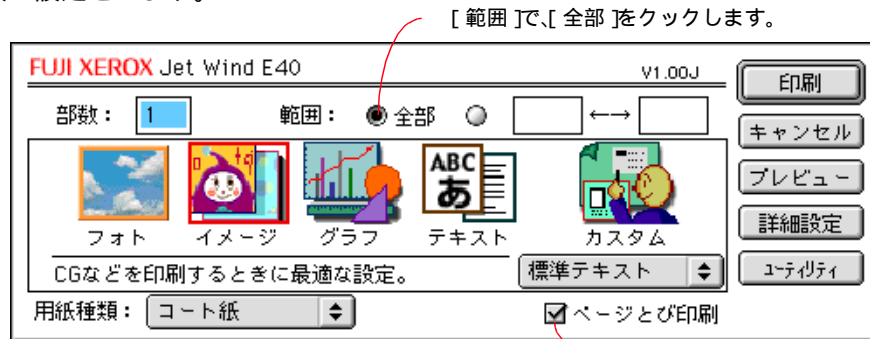 [ 範囲 ]で、[ 全部 ]をクックします。
FUJI XEROX Jet Wind E40 V1.00J
印刷
部数： 1 範囲： 全部 ←→
キャンセル
ABC
あ
プレビュー
フォト イメージ グラフ テキスト カスタム
詳細設定
CGなどを印刷するときに最適な設定。 標準テキスト
ユーティリティ
用紙種類： コート紙 ページとび印刷